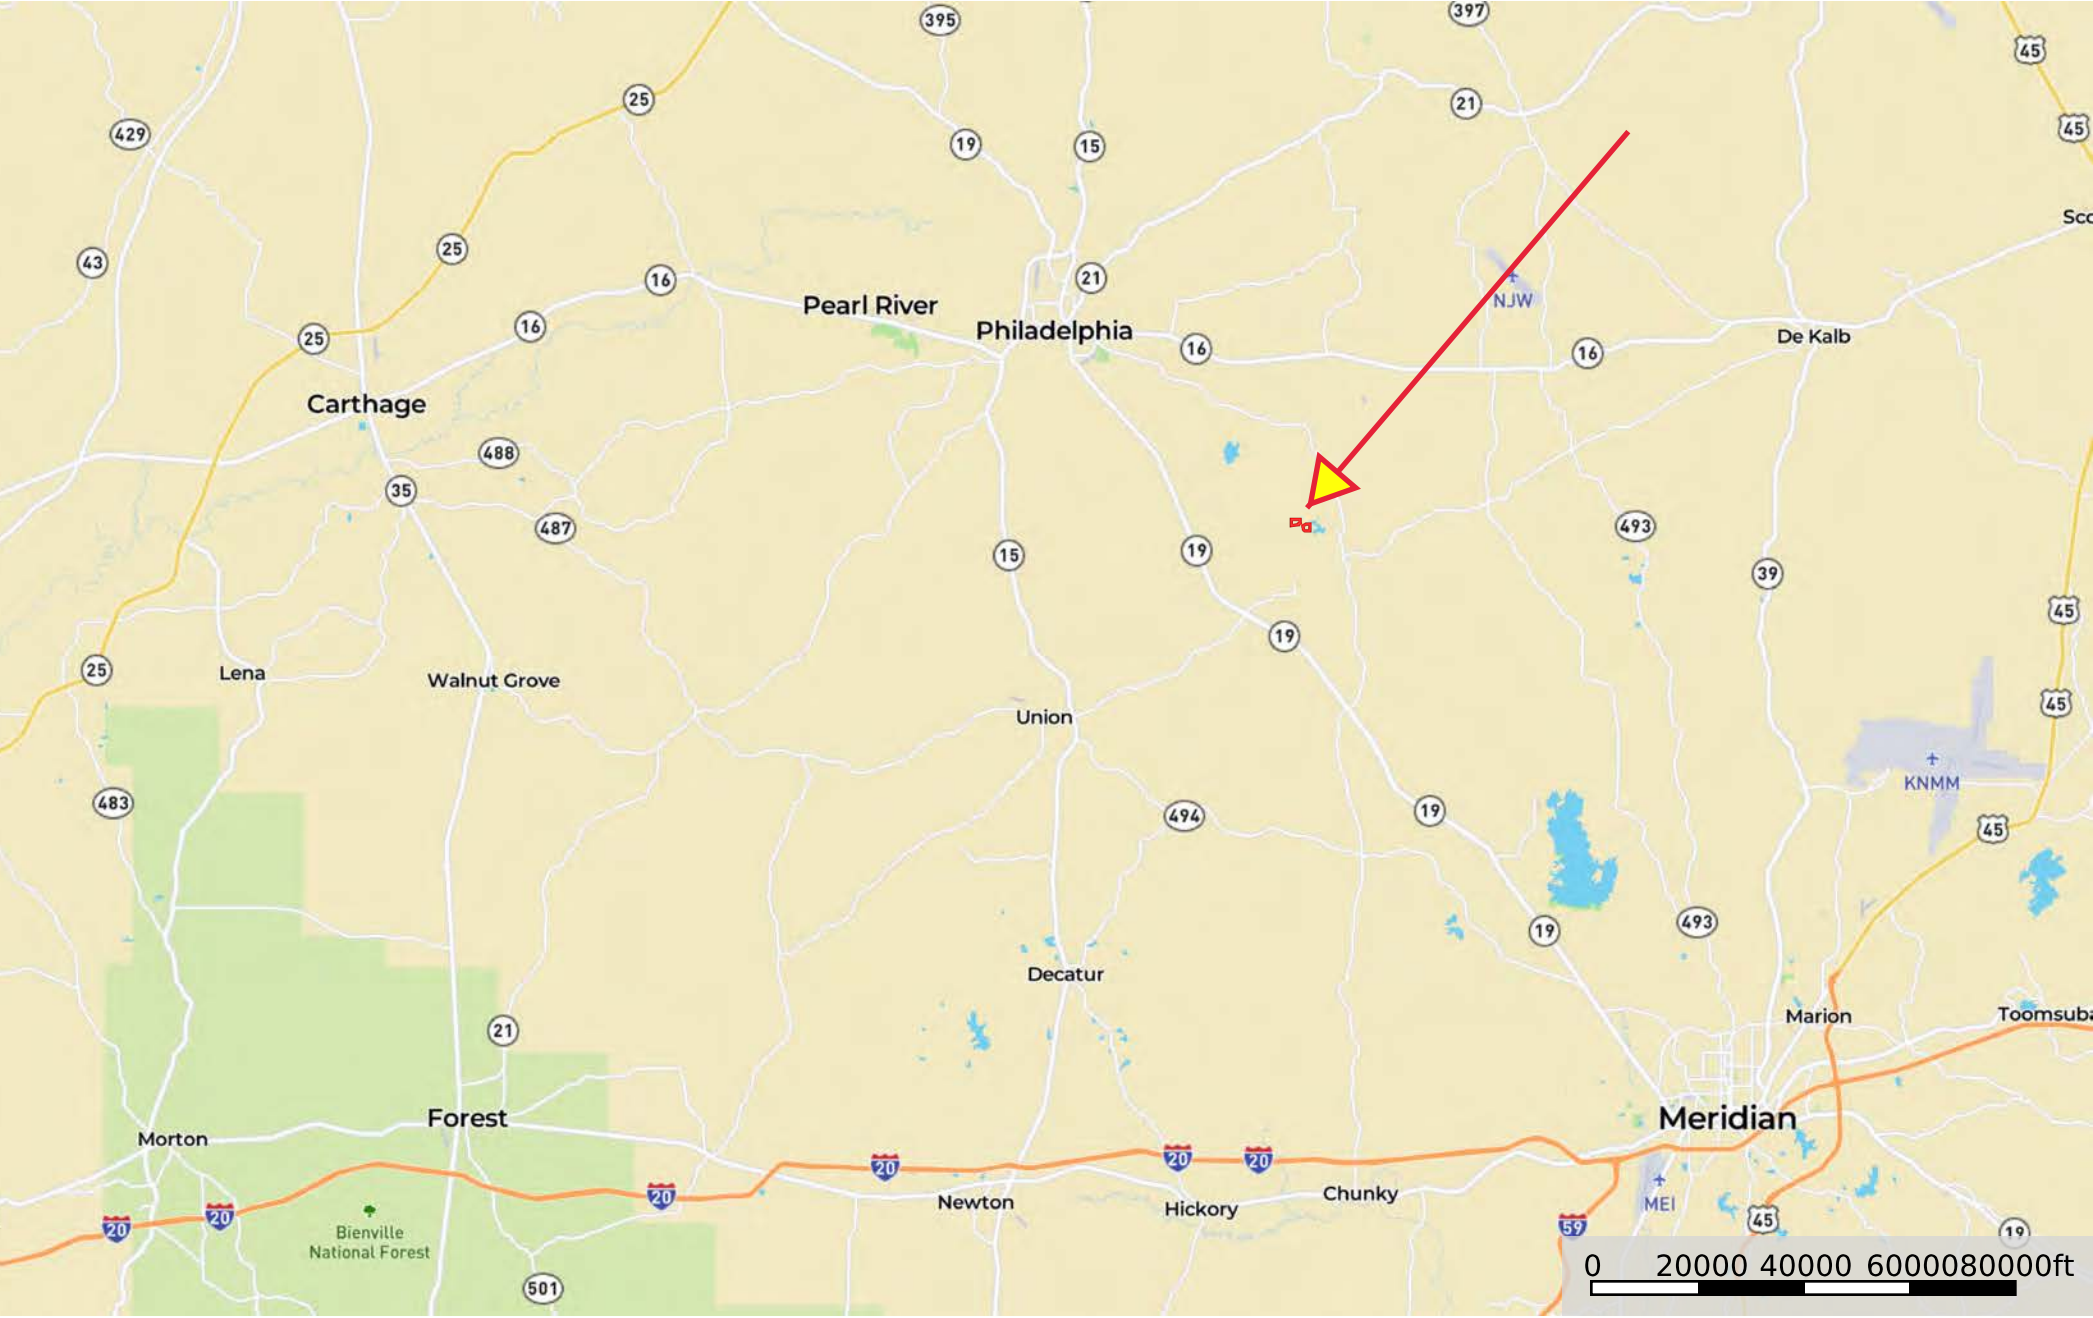 395
397
45
429
25
21
45
19
15
Sco
43
25
21
16
NJW
Pearl River
25
16
Philadelphia
16
16
De Kalb
Carthage
488
35
487
493
15
19
39
45
19
25
Lena
Walnut Grove
45
Union
KNMM
483
19
494
45
493
19
Decatur
Marion
Toomsuba
21
Forest
Meridian
Morton
20
20
20
20
Newton
Hickory
Chunky
MEI
20
20
Bienville
National Forest
59
45
19
501
0 20000 40000 6000080000ft